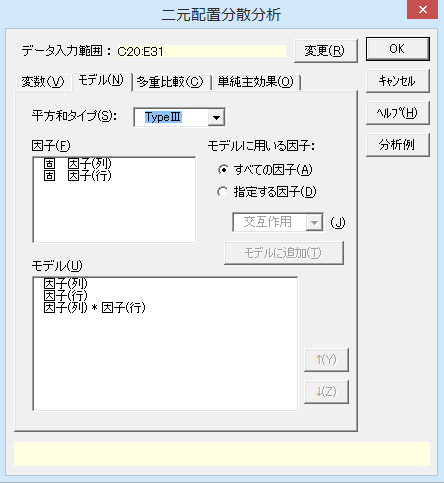 二元配置分散分析
データ入力範囲： C20:E31
変更(R)
OK
変数(V)
モデル(N)
多重比較(C)
単純主効果(O)
キャンセル
ヘルプ(H)
分析例
平方和タイプ(S):
TypeⅢ
因子(F)
固 因子(列)
固 因子(行)
モデルに用いる因子:
すべての因子(A)
指定する因子(D)
交互作用
(J)
モデルに追加(T)
モデル(U)
因子(列)
因子(行)
因子(列) * 因子(行)
↑(Y)
↓(Z)